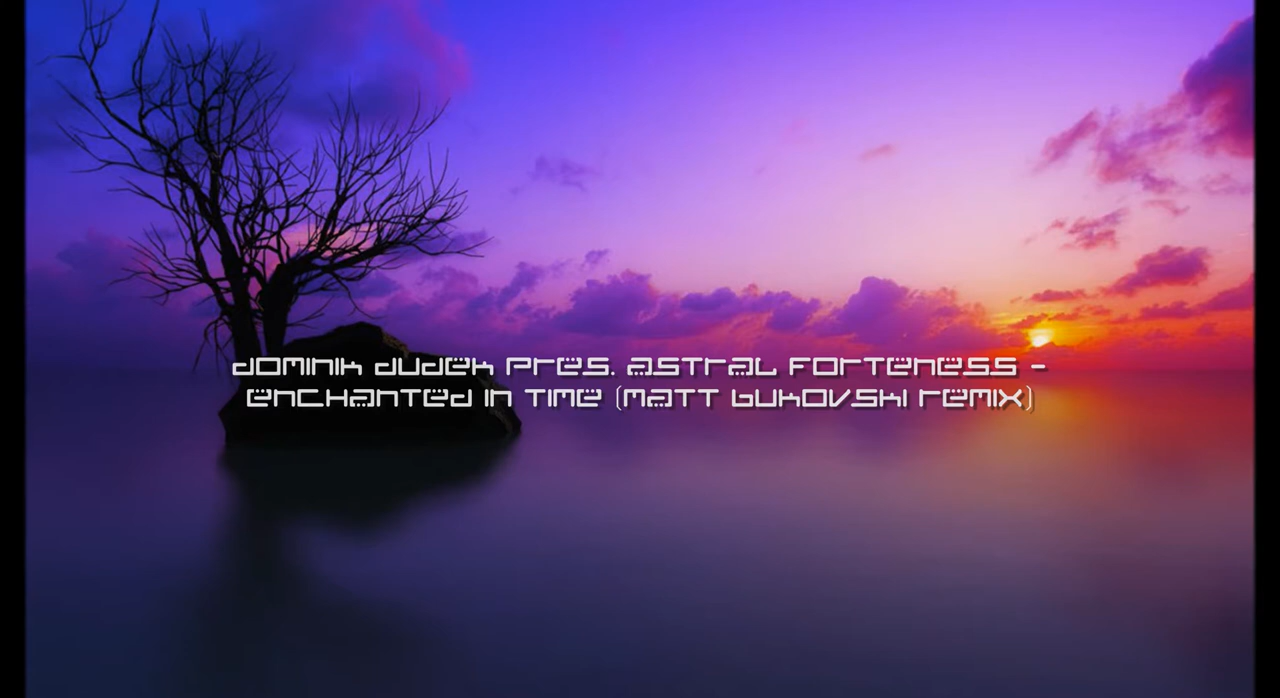 Dominik Dudek pres. Astral Forteness -
Enchanted in Time (Matt Bukovski Remix)